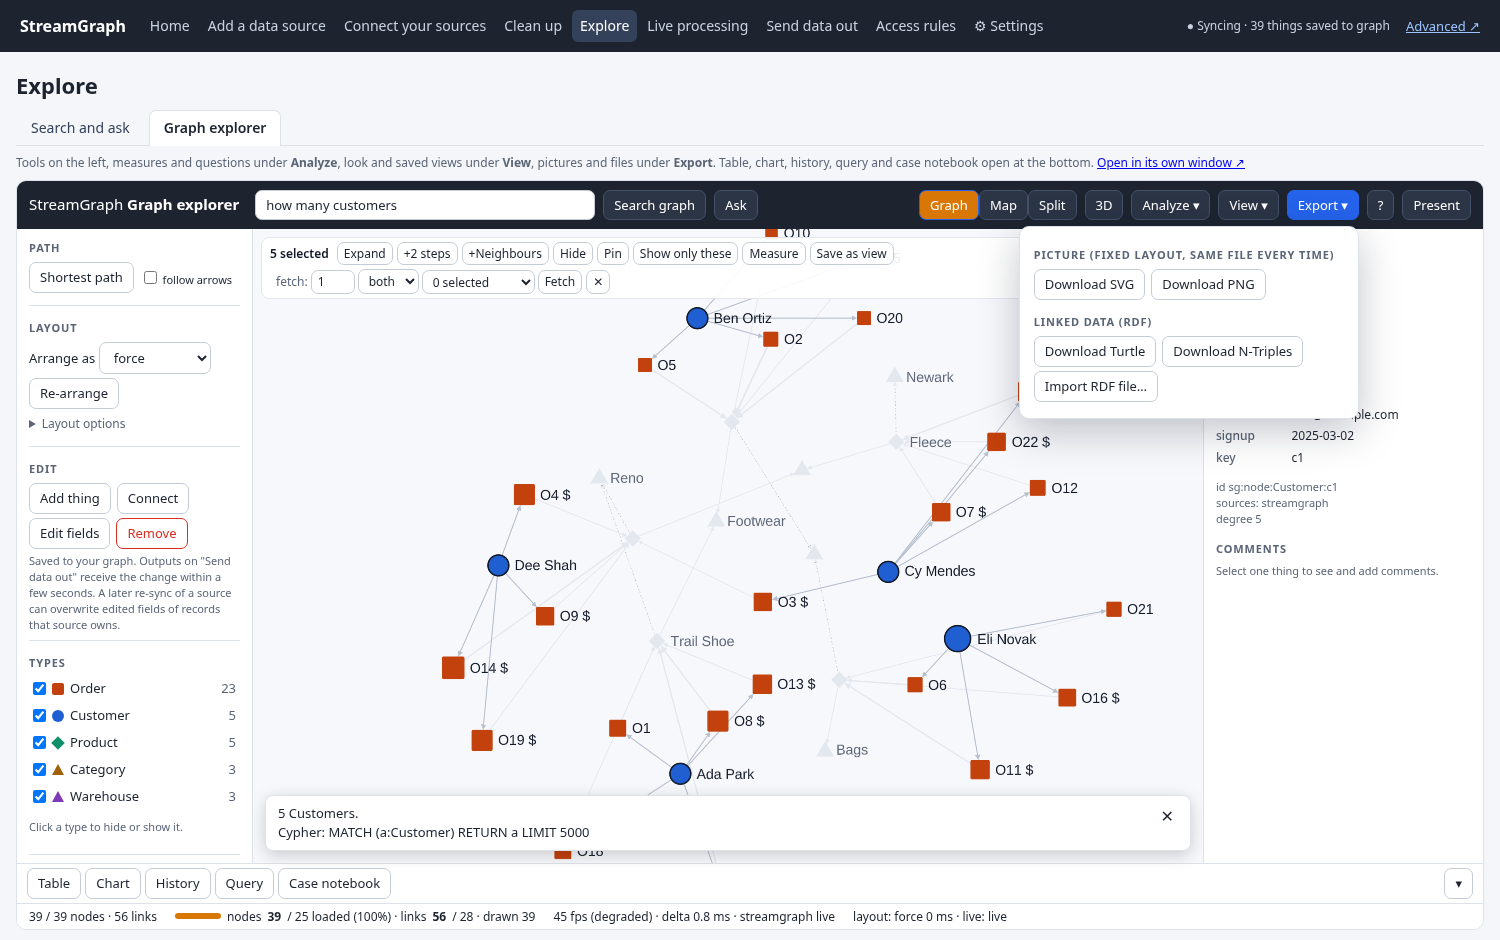 StreamGraph Home Add a data source Connect your sources Clean up Explore Live processing Send data out Access rules ⚙ Settings ● Syncing · 39 things saved to graph Advanced ↗
Explore
Search and ask Graph explorer
Tools on the left, measures and questions under Analyze, look and saved views under View, pictures and files under Export. Table, chart, history, query and case notebook open at the bottom. Open in its own window ↗
StreamGraph Graph explorer how many customers Search graph Ask Graph Map Split 3D Analyze ▾ View ▾ Export ▾ ? Present
PATH
Shortest path follow arrows
LAYOUT
Arrange as force
Re-arrange
▶ Layout options
EDIT
Add thing Connect
Edit fields Remove
Saved to your graph. Outputs on "Send
data out" receive the change within a
few seconds. A later re-sync of a source
can overwrite edited fields of records
that source owns.
TYPES
Order 23
Customer 5
Product 5
Category 3
Warehouse 3
Click a type to hide or show it.
O10
5 selected Expand +2 steps +Neighbours Hide Pin Show only these Measure Save as view
fetch: 1 both 0 selected Fetch ✕
Ben Ortiz
O20
O2
O5
Newark
Fleece
O22 $
Reno
O4 $
O12
O7 $
Footwear
Dee Shah
Cy Mendes
O3 $
O21
O9 $
Eli Novak
Trail Shoe
O14 $
O13 $
O6
O16 $
O8 $
O1
O19 $
Bags
O11 $
Ada Park
O18
5 Customers. ✕
Cypher: MATCH (a:Customer) RETURN a LIMIT 5000
PICTURE (FIXED LAYOUT, SAME FILE EVERY TIME)
Download SVG Download PNG
LINKED DATA (RDF)
Download Turtle Download N-Triples
Import RDF file...
signup 2025-03-02
key c1
id sg:node:Customer:c1
sources: streamgraph
degree 5
COMMENTS
Select one thing to see and add comments.
Table Chart History Query Case notebook ▾
39 / 39 nodes · 56 links nodes 39 / 25 loaded (100%) · links 56 / 28 · drawn 39 45 fps (degraded) · delta 0.8 ms · streamgraph live layout: force 0 ms · live: live